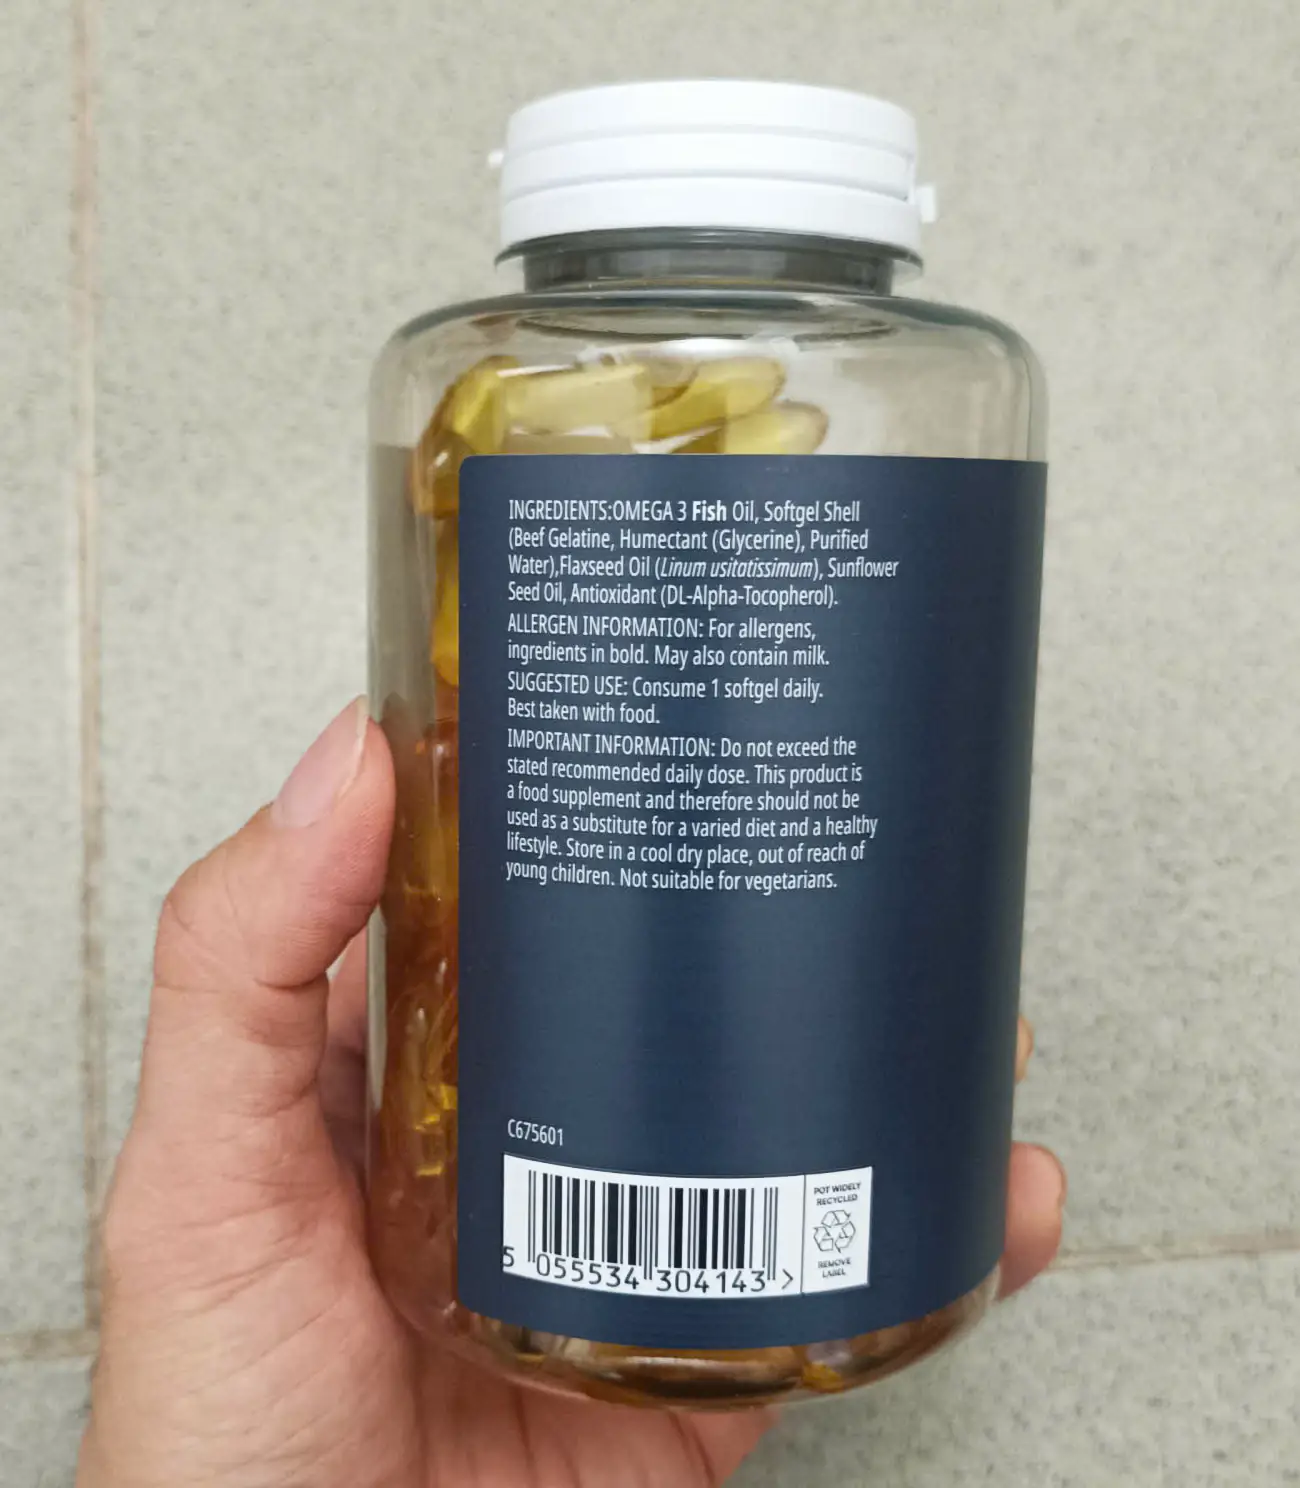 INGREDIENTS:OMEGA 3 Fish Oil, Softgel Shell
(Beef Gelatine, Humectant (Glycerine), Purified
Water),Flaxseed Oil (Linum usitatissimum), Sunflower
Seed Oil, Antioxidant (DL-Alpha-Tocopherol).
ALLERGEN INFORMATION: For allergens,
ingredients in bold. May also contain milk.
SUGGESTED USE: Consume 1 softgel daily.
Best taken with food.
IMPORTANT INFORMATION: Do not exceed the
stated recommended daily dose. This product is
a food supplement and therefore should not be
used as a substitute for a varied diet and a healthy
lifestyle. Store in a cool dry place, out of reach of
young children. Not suitable for vegetarians.
C675601
5 055534 304143 >
POT WIDELY
RECYCLED
REMOVE
LABEL